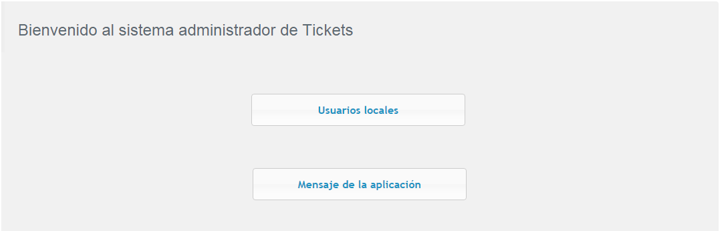 Bienvenido al sistema administrador de Tickets
Usuarios locales
Mensaje de la aplicación